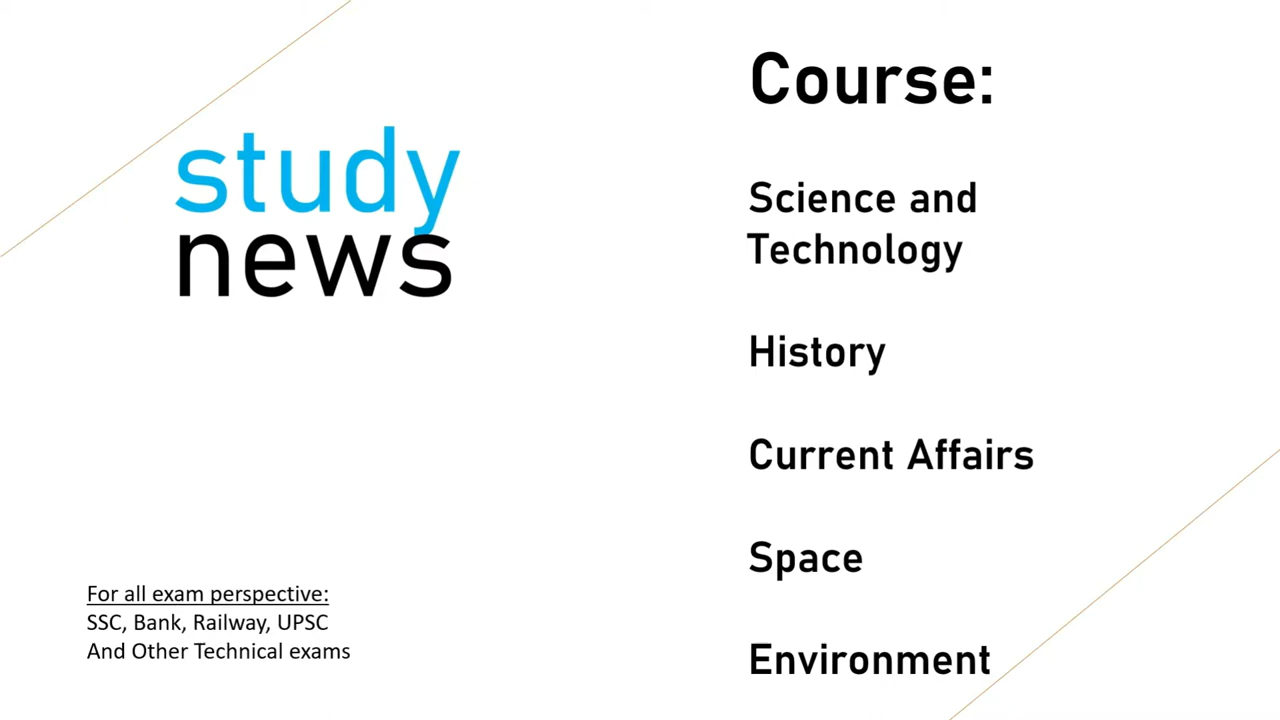 study
news
Course:
Science and
Technology
History
Current Affairs
Space
Environment
For all exam perspective:
SSC, Bank, Railway, UPSC
And Other Technical exams